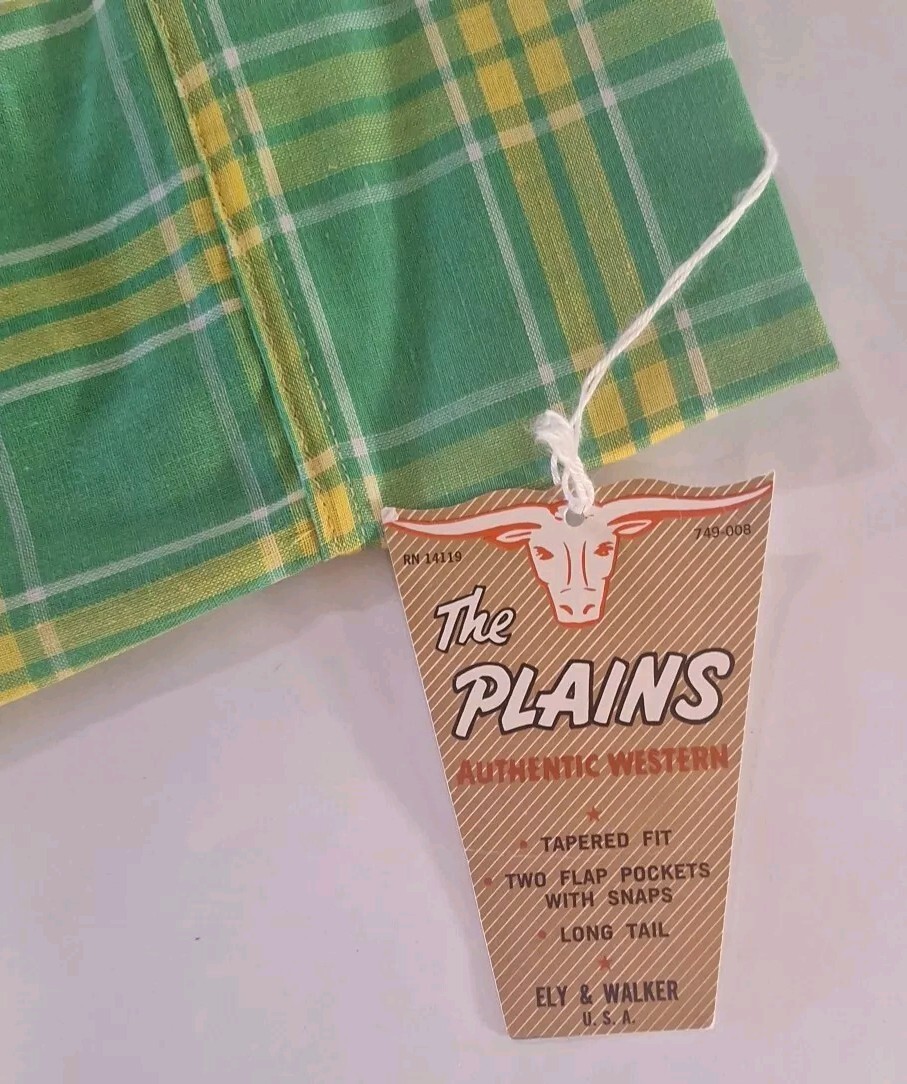 RN 14119
749-008
The
PLAINS
AUTHENTIC WESTERN
★
• TAPERED FIT
• TWO FLAP POCKETS
WITH SNAPS
• LONG TAIL
★
ELY & WALKER
U. S. A.